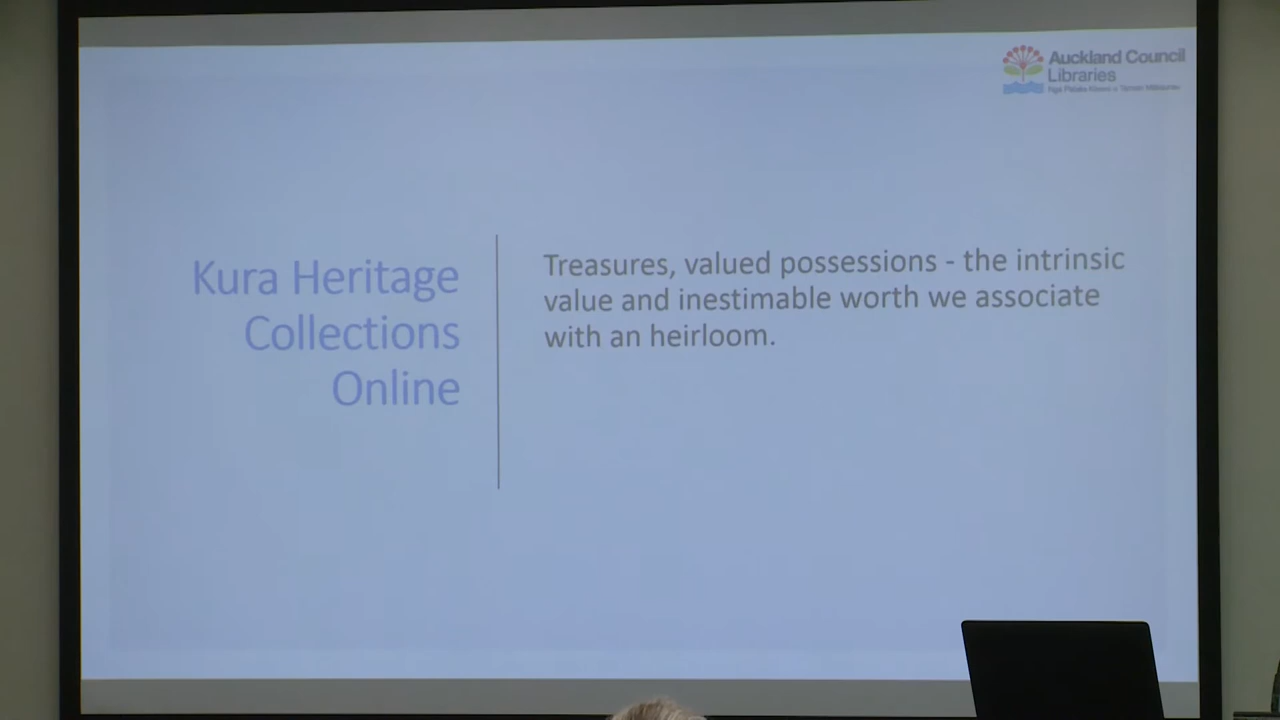 Auckland Council
Libraries
Kura Heritage
Collections
Online
Treasures, valued possessions - the intrinsic
value and inestimable worth we associate
with an heirloom.